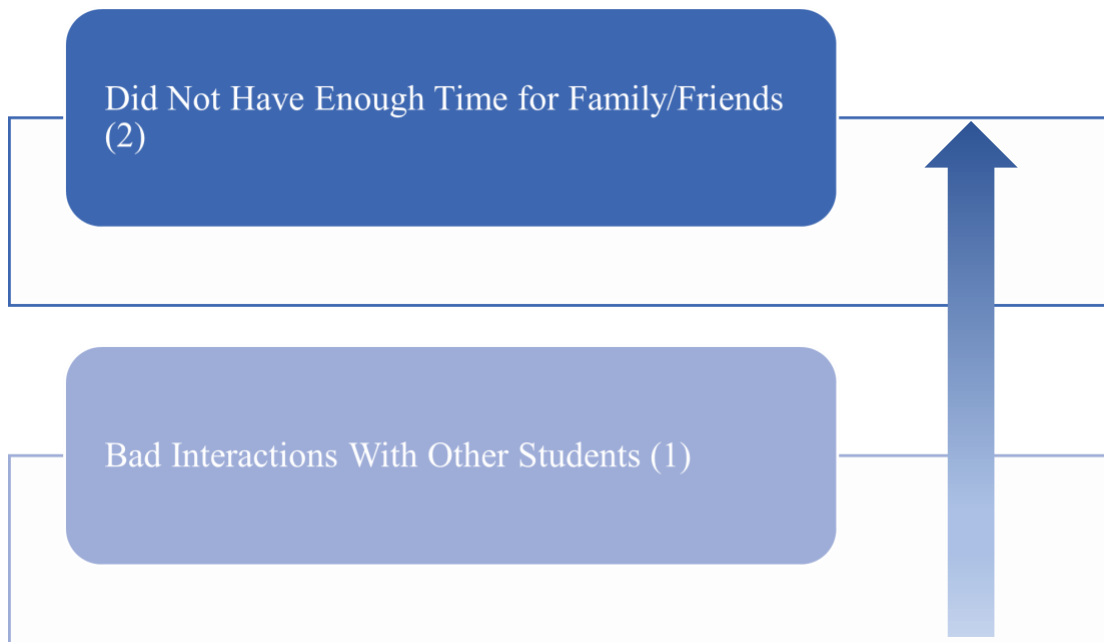 Did Not Have Enough Time for Family/Friends
(2)
Bad Interactions With Other Students (1)